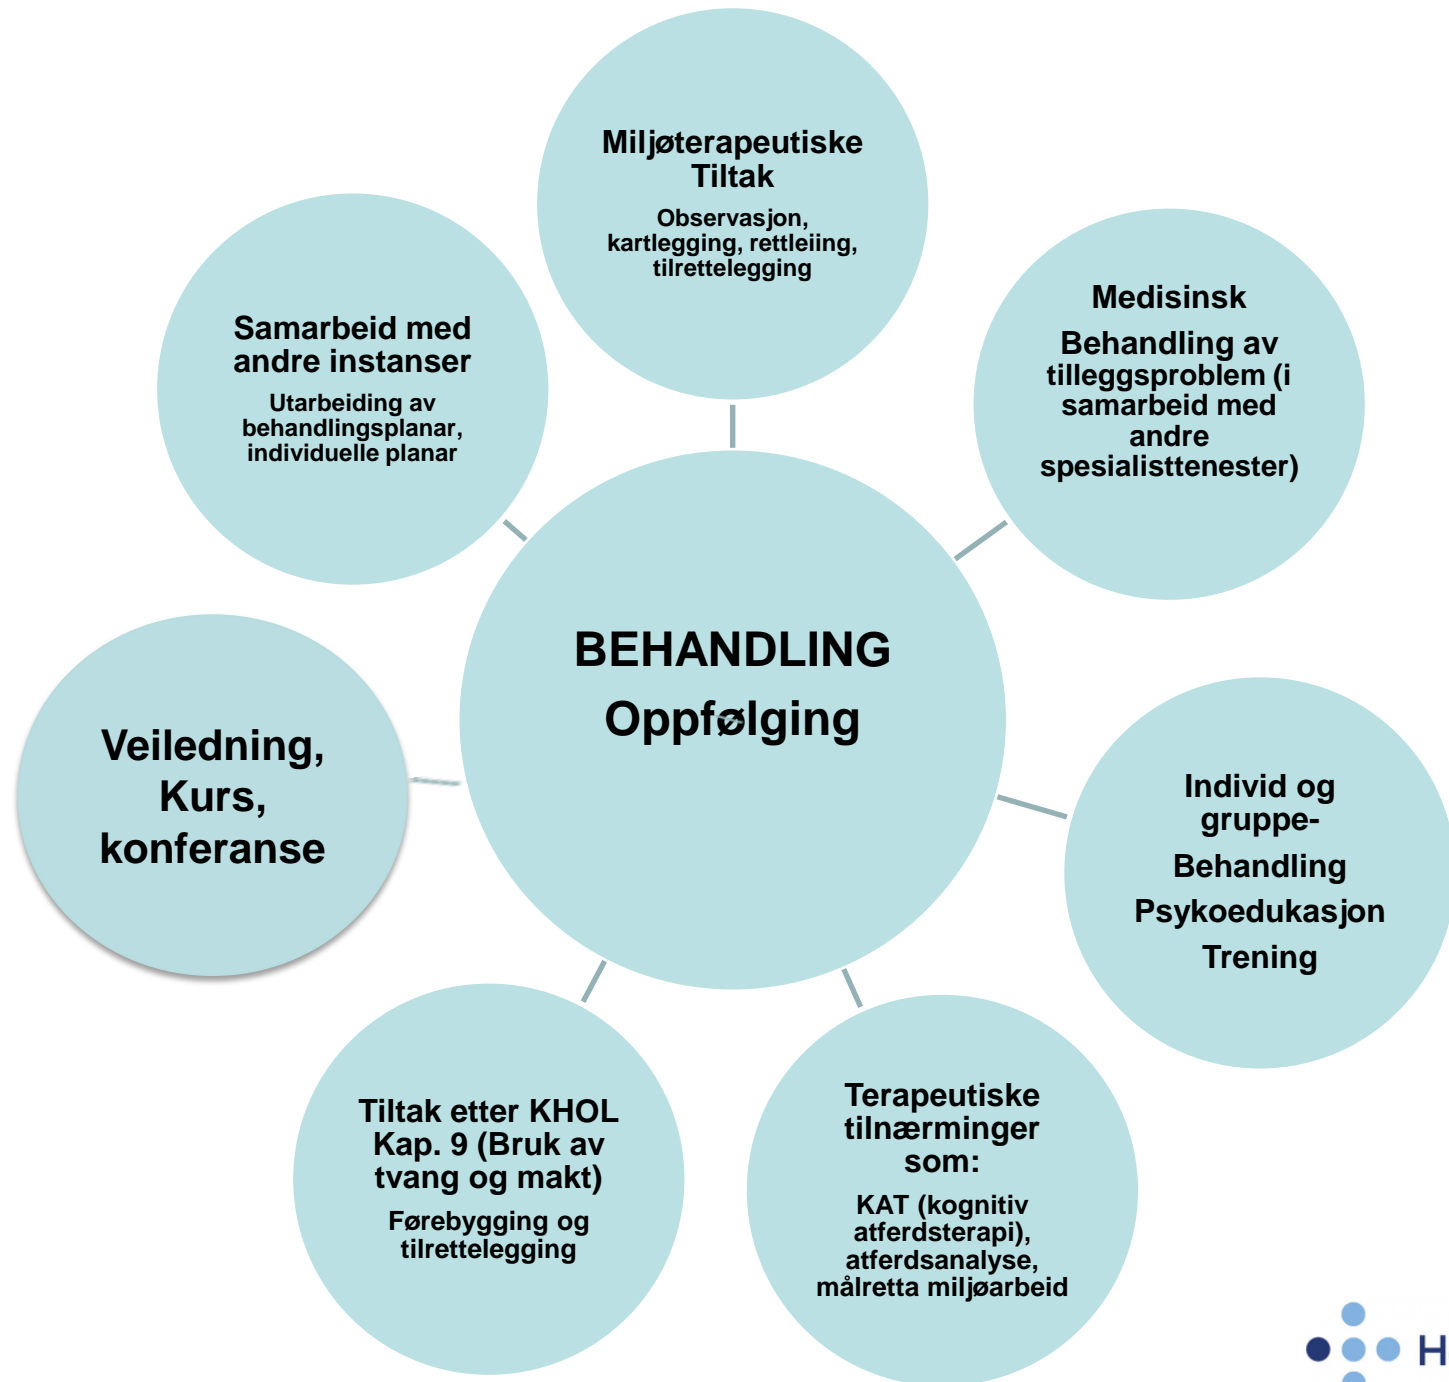 Miljøterapeutiske
Tiltak
Observasjon,
kartlegging, rettleiing,
tilrettelegging
Medisinsk
Behandling av
tilleggsproblem (i
samarbeid med
andre
spesialisttenester)
Individ og
gruppe-
Behandling
Psykoedukasjon
Trening
Terapeutiske
tilnærminger
som:
KAT (kognitiv
atferdsterapi),
atferdsanalyse,
målretta miljøarbeid
Tiltak etter KHOL
Kap. 9 (Bruk av
tvang og makt)
Førebygging og
tilrettelegging
Veiledning,
Kurs,
konferanse
Samarbeid med
andre instanser
Utarbeiding av
behandlingsplanar,
individuelle planar
BEHANDLING
Oppfølging
H